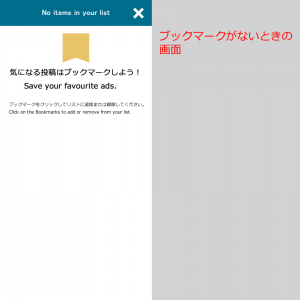 No items in your list
気になる投稿はブックマークしよう！
Save your favourite ads.
ブックマークをクリックしてリストに追加または削除してください。
Click on the Bookmarks to add or remove from your list.
ブックマークがないときの
画面